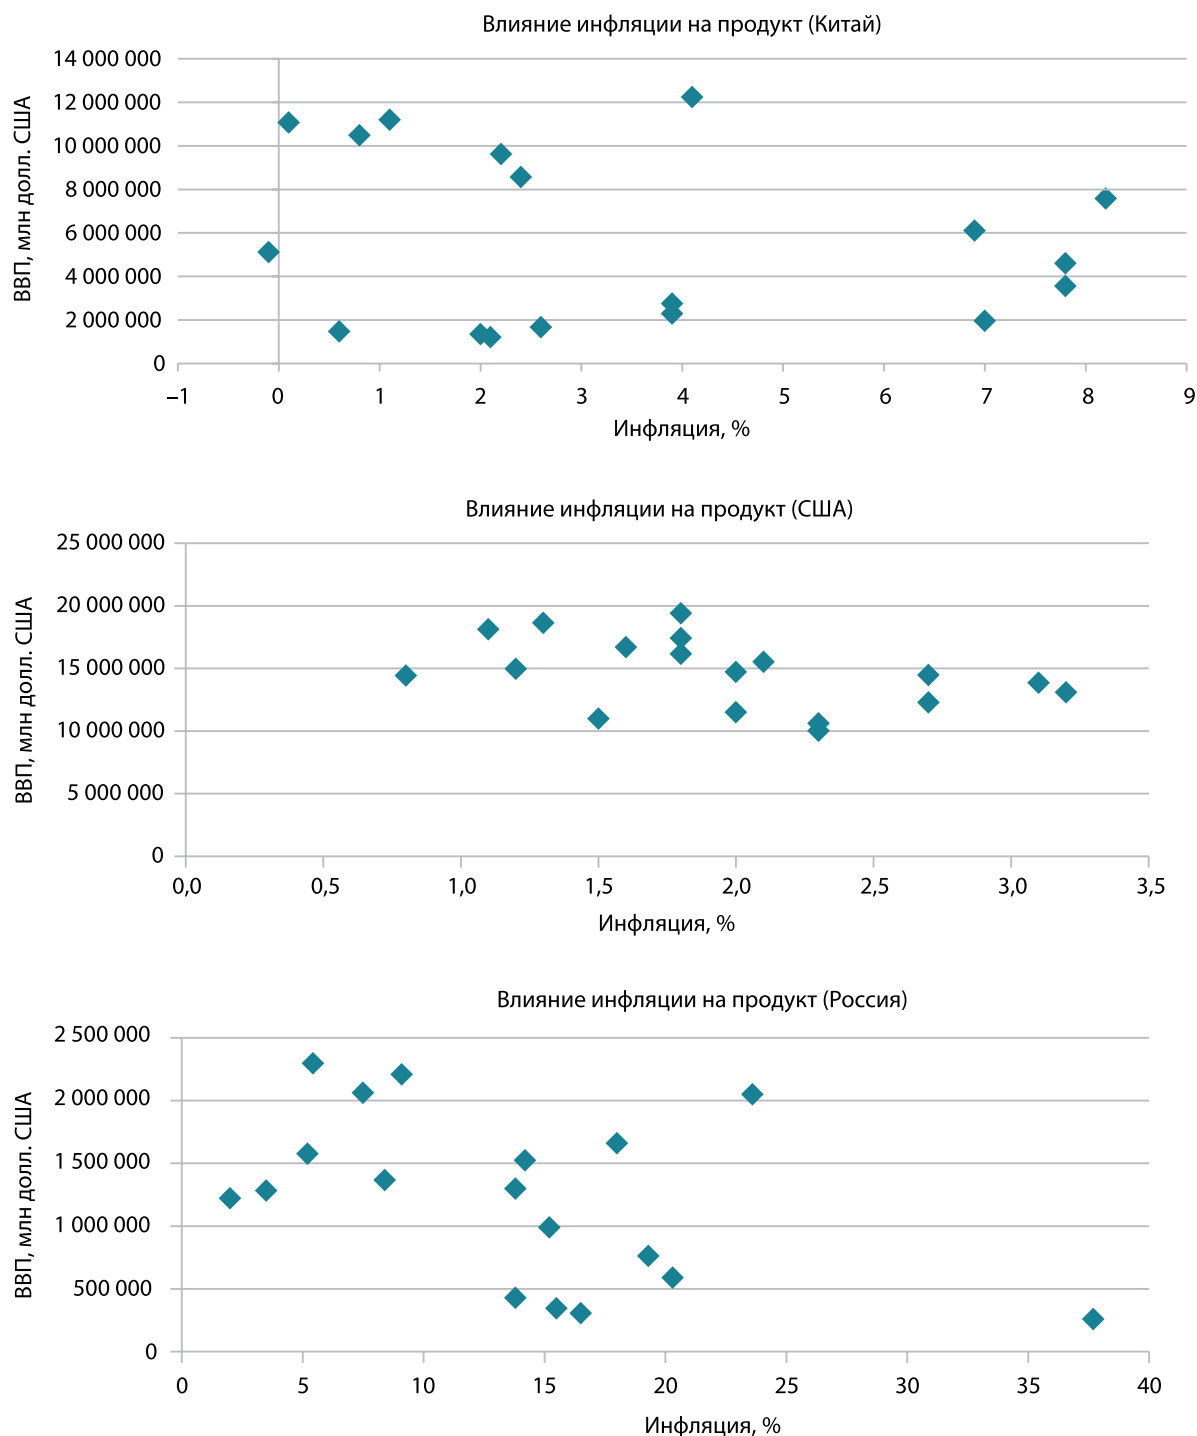 Влияние инфляции на продукт (Китай)
14 000 000
12 000 000
10 000 000
8 000 000
6 000 000
4 000 000
2 000 000
0
ВВП, млн долл. США
–1 0 1 2 3 4 5 6 7 8 9
Инфляция, %
Влияние инфляции на продукт (США)
25 000 000
20 000 000
15 000 000
10 000 000
5 000 000
0
ВВП, млн долл. США
0,0 0,5 1,0 1,5 2,0 2,5 3,0 3,5
Инфляция, %
Влияние инфляции на продукт (Россия)
2 500 000
2 000 000
1 500 000
1 000 000
500 000
0
ВВП, млн долл. США
0 5 10 15 20 25 30 35 40
Инфляция, %